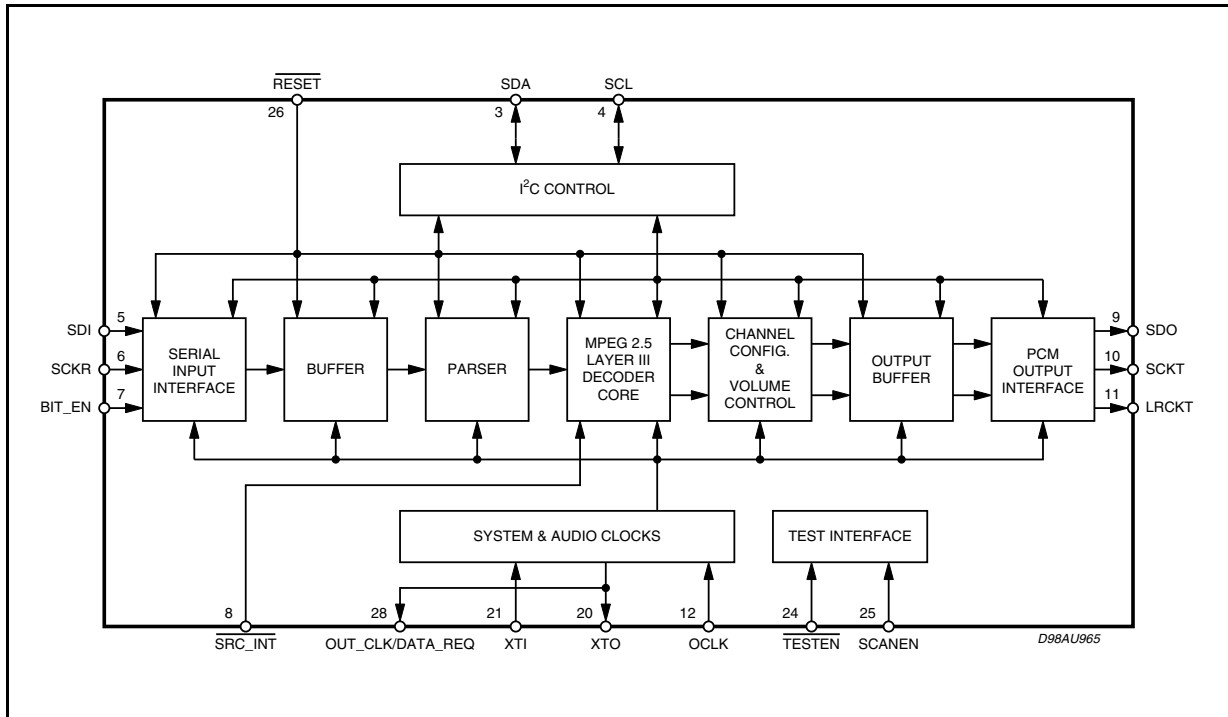 RESET
SDA
SCL
26
3
4
I²C CONTROL
SDI
5
SCKR
6
BIT_EN
7
SERIAL
INPUT
INTERFACE
BUFFER
PARSER
MPEG 2.5
LAYER III
DECODER
CORE
CHANNEL
CONFIG.
&
VOLUME
CONTROL
OUTPUT
BUFFER
PCM
OUTPUT
INTERFACE
9
SDO
10
SCKT
11
LRCKT
SYSTEM & AUDIO CLOCKS
TEST INTERFACE
8
28
21
20
12
24
25
SRC_INT
OUT_CLK/DATA_REQ
XTI
XTO
OCLK
TESTEN
SCANEN
D98AU965